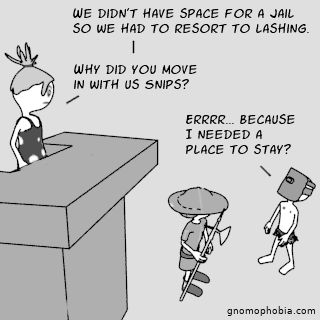 WE DIDN'T HAVE SPACE FOR A JAIL
SO WE HAD TO RESORT TO LASHING.
WHY DID YOU MOVE
IN WITH US SNIPS?
ERRRR... BECAUSE
I NEEDED A
PLACE TO STAY?
gnomophobia.com